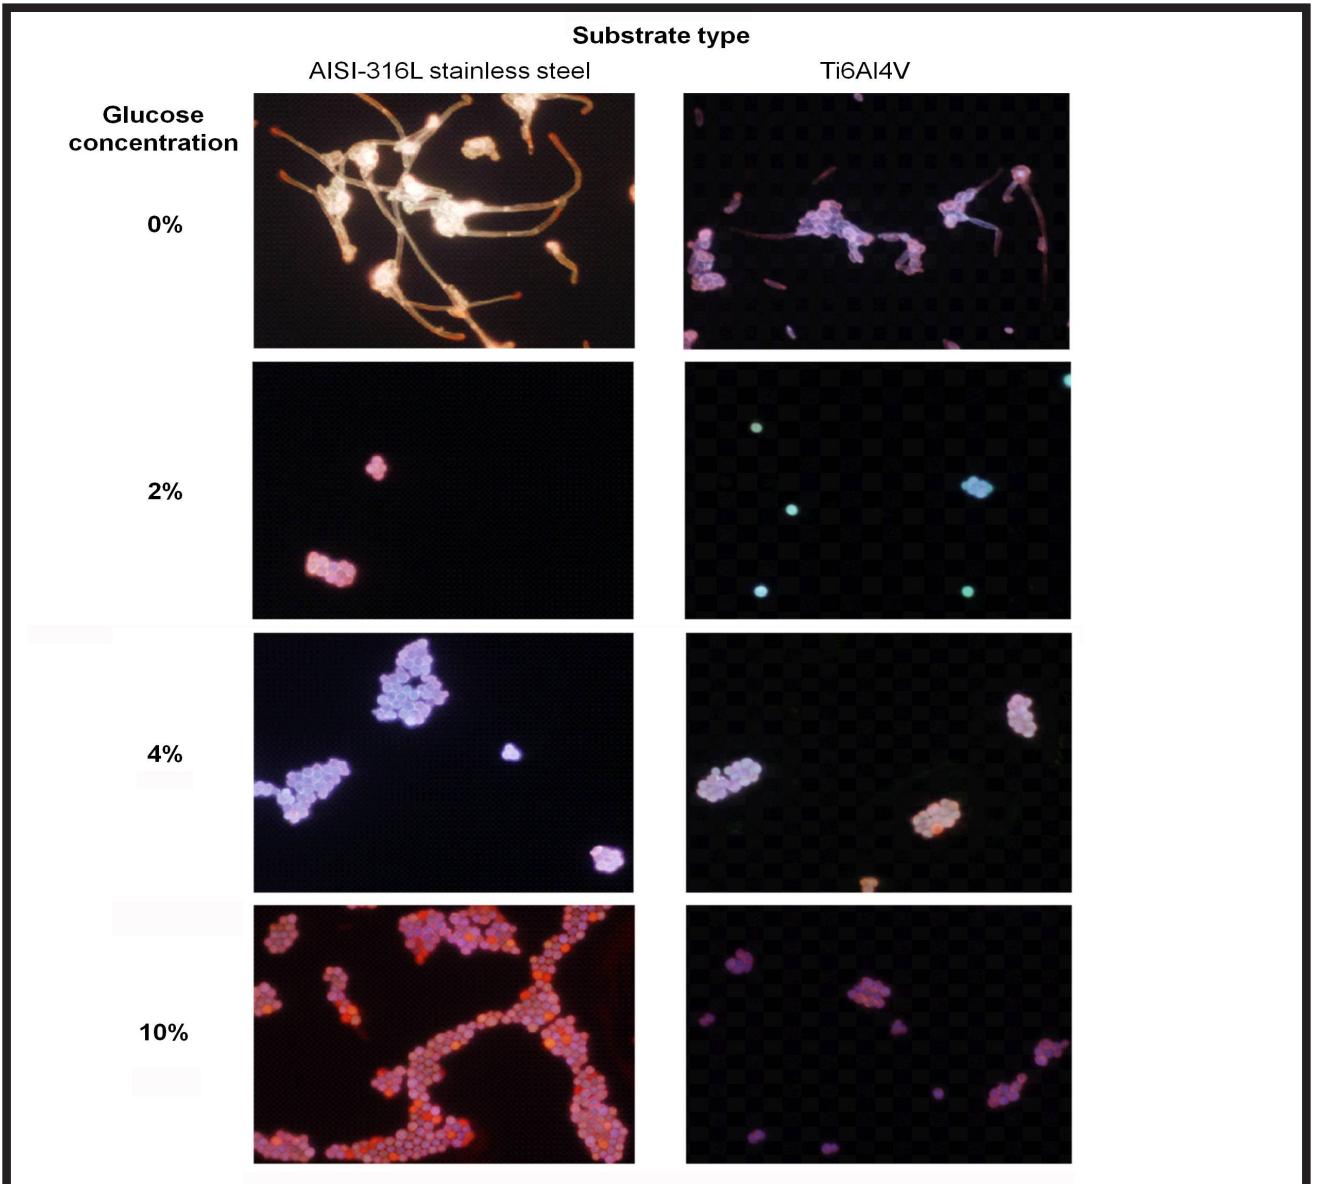 Substrate type
AISI-316L stainless steel
Ti6Al4V
Glucose
concentration
0%
2%
4%
10%